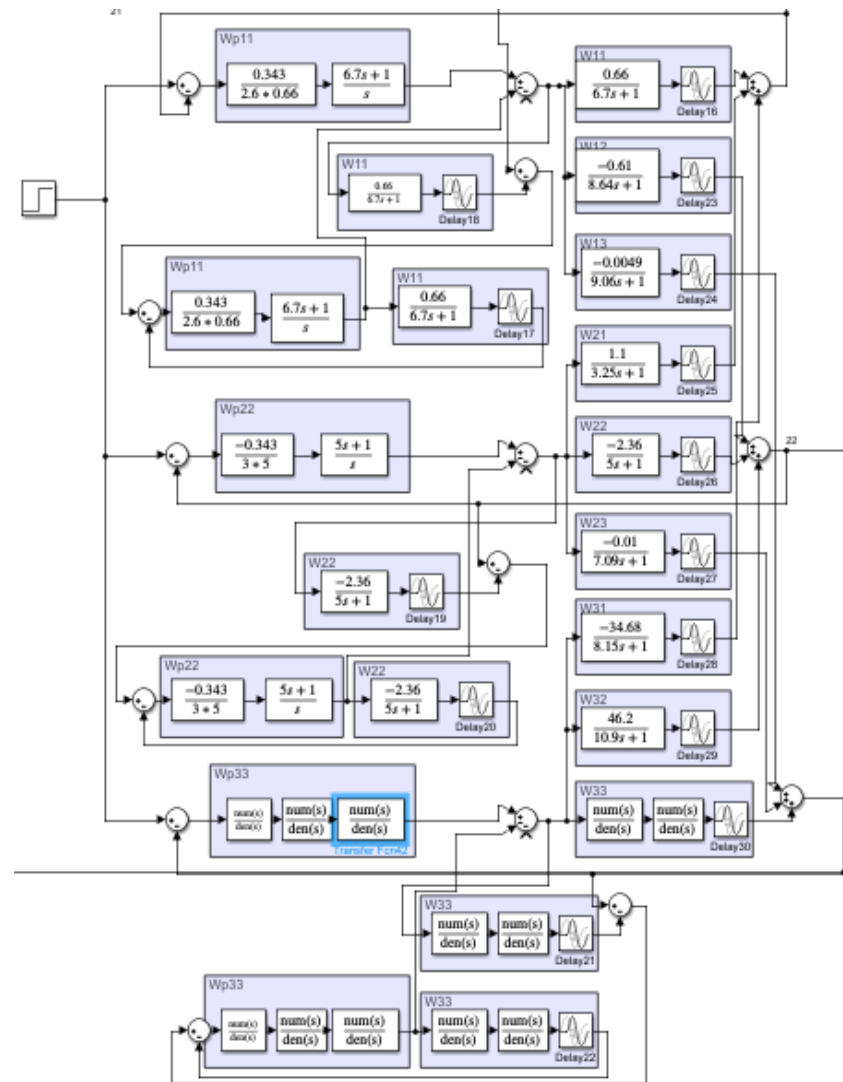 21
Wp11
0.343
2.6*0.66
6.7s+1
s
W11
0.66
6.7s+1
Delay16
W12
-0.61
8.64s+1
Delay23
W11
0.66
6.7s+1
Delay18
W13
-0.0049
9.06s+1
Delay24
Wp11
0.343
2.6*0.66
6.7s+1
s
W11
0.66
6.7s+1
Delay17
W21
1.1
3.25s+1
Delay25
Wp22
-0.343
3*5
5s+1
s
W22
-2.36
5s+1
Delay26
22
W23
-0.01
7.09s+1
Delay27
W22
-2.36
5s+1
Delay19
W31
-34.68
8.15s+1
Delay28
Wp22
-0.343
3*5
5s+1
s
W22
-2.36
5s+1
Delay20
W32
46.2
10.9s+1
Delay29
Wp33
num(s)
den(s)
num(s)
den(s)
num(s)
den(s)
Transfer Fcn42
W33
num(s)
den(s)
num(s)
den(s)
Delay30
W33
num(s)
den(s)
num(s)
den(s)
Delay21
Wp33
num(s)
den(s)
num(s)
den(s)
num(s)
den(s)
W33
num(s)
den(s)
num(s)
den(s)
Delay22